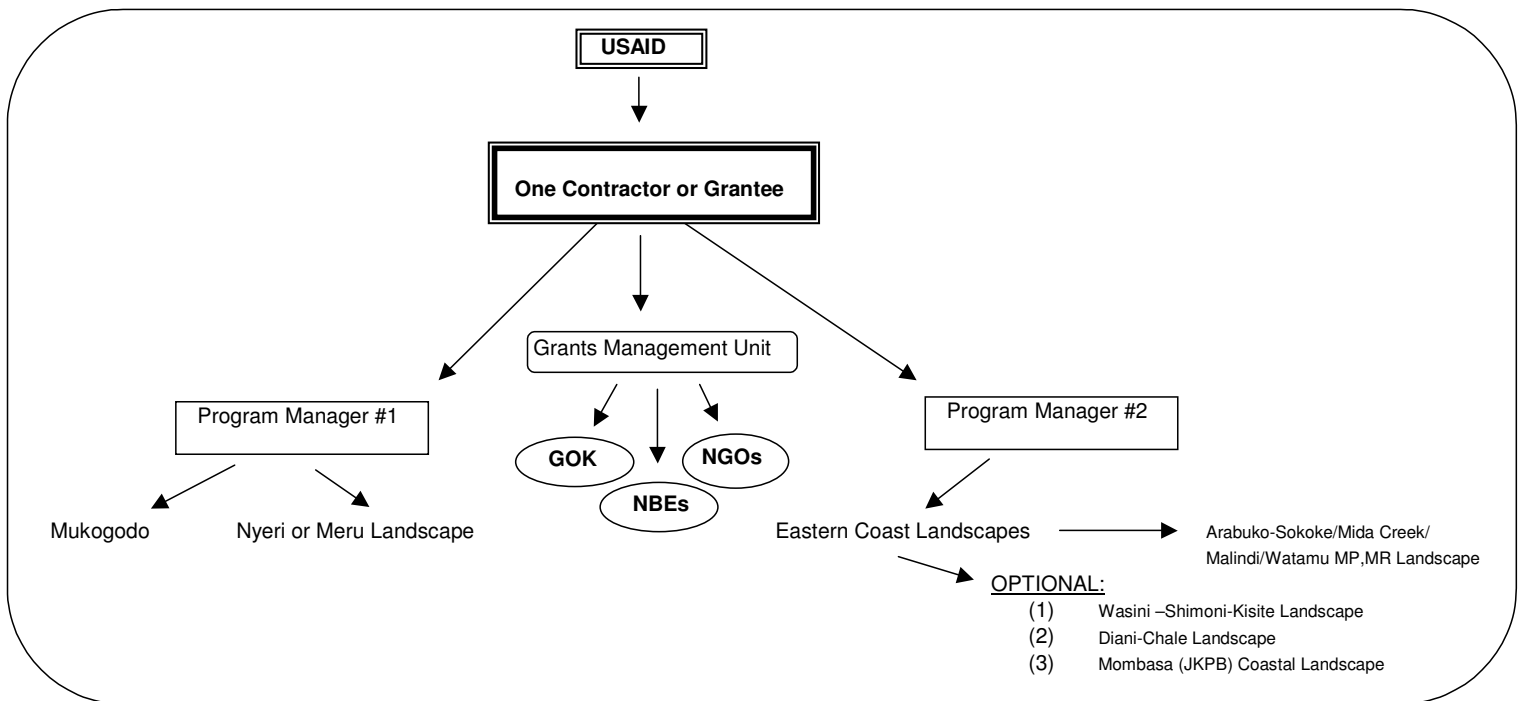 USAID
One Contractor or Grantee
Grants Management Unit
Program Manager #1
Program Manager #2
GOK
NGOs
NBEs
Mukogodo
Nyeri or Meru Landscape
Eastern Coast Landscapes
Arabuko-Sokoke/Mida Creek/
Malindi/Watamu MP,MR Landscape
OPTIONAL:
(1) Wasini –Shimoni-Kisite Landscape
(2) Diani-Chale Landscape
(3) Mombasa (JKPB) Coastal Landscape